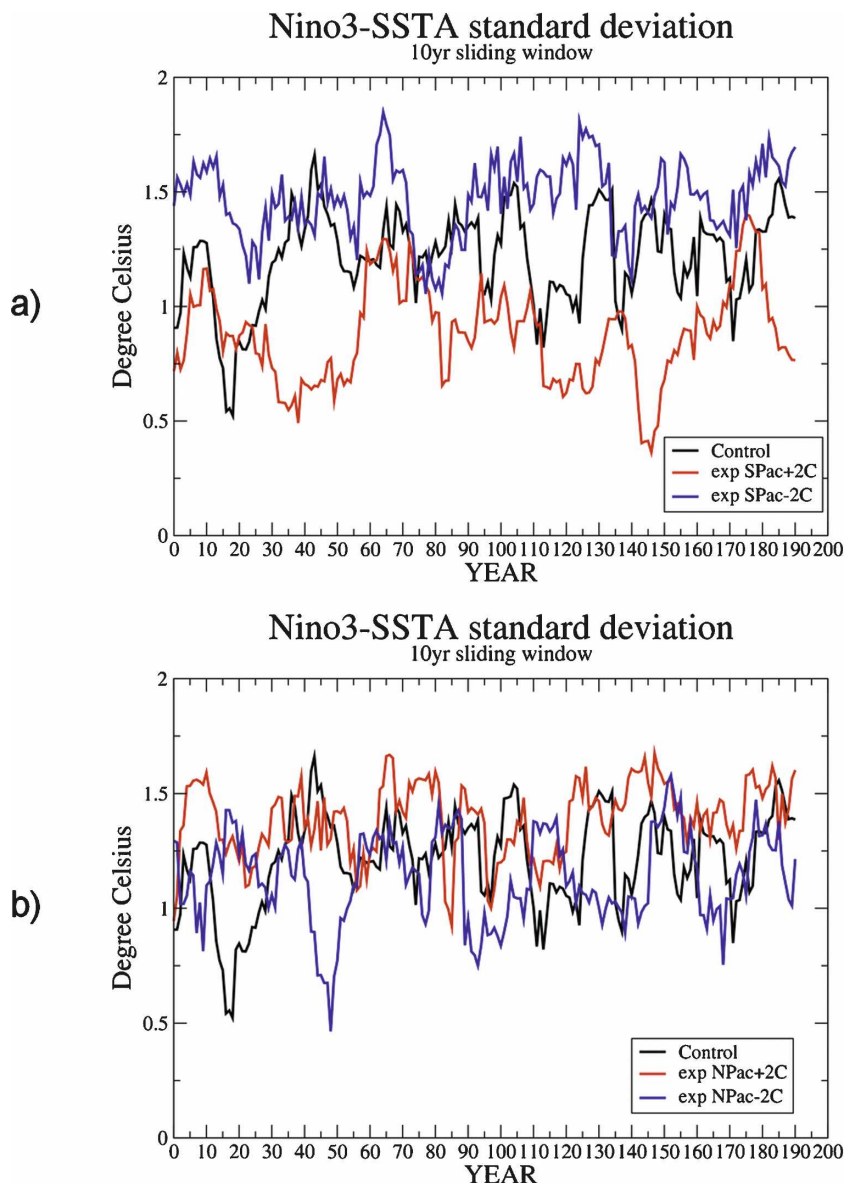 Nino3-SSTA standard deviation
10yr sliding window
a)
Degree Celsius
2
1.5
1
0.5
0
Control
exp SPac+2C
exp SPac-2C
0 10 20 30 40 50 60 70 80 90 100 110 120 130 140 150 160 170 180 190 200
YEAR
Nino3-SSTA standard deviation
10yr sliding window
b)
Degree Celsius
2
1.5
1
0.5
0
Control
exp NPac+2C
exp NPac-2C
0 10 20 30 40 50 60 70 80 90 100 110 120 130 140 150 160 170 180 190 200
YEAR